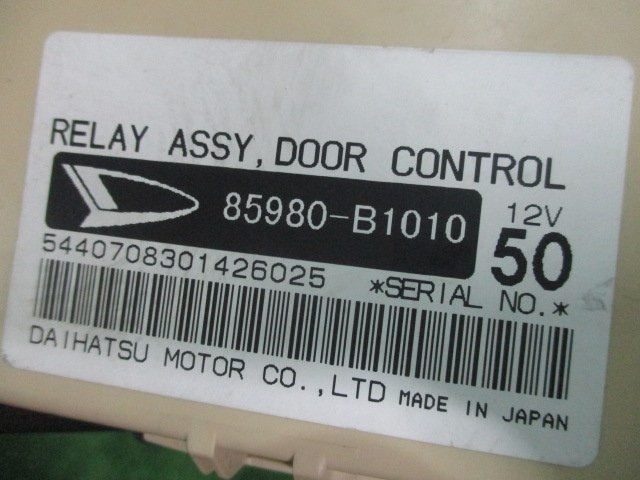 RELAY ASSY, DOOR CONTROL
85980-B1010
12V
50
5440708301426025
*SERIAL NO.*
DAIHATSU MOTOR CO.,LTD MADE IN JAPAN